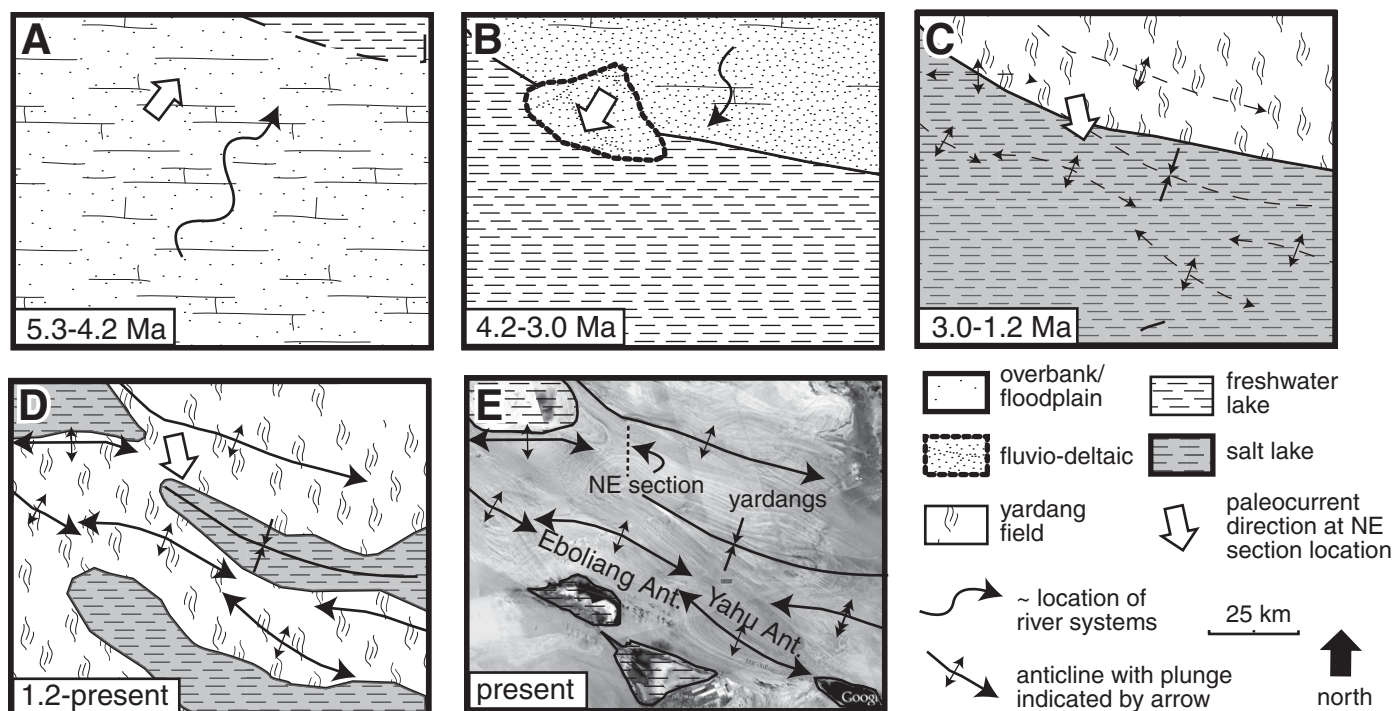 A
5.3-4.2 Ma
B
4.2-3.0 Ma
C
3.0-1.2 Ma
D
1.2-present
E
NE section
yardangs
Eboliang Ant.
Yahu Ant.
present
Googl
overbank/
floodplain
freshwater
lake
fluvio-deltaic
salt lake
yardang
field
paleocurrent
direction at NE
section location
~ location of
river systems
25 km
anticline with plunge
indicated by arrow
north